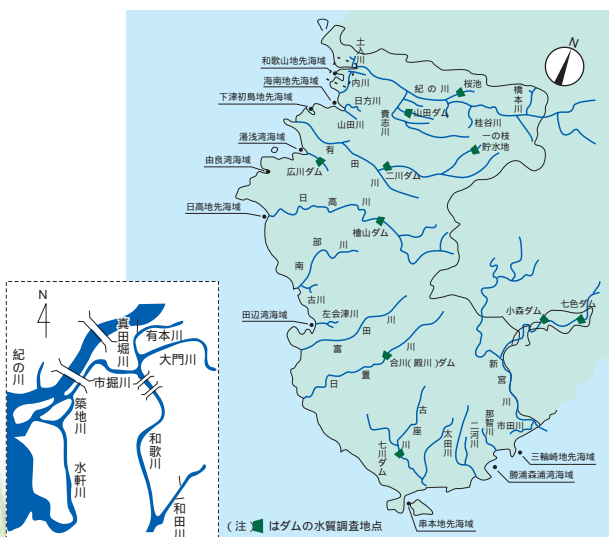 N
土入川
和歌山地先海域
海南地先海域
下津初島地先海域
湯浅湾海域
由良湾海域
日高地先海域
田辺湾海域
内川
日方川
山田川
紀の川
桜池
橋本川
山田ダム
貴志川
桂谷川
一の枝
貯水地
有田川
広川ダム
二川ダム
日高川
檜山ダム
南部川
古川
左会津川
富田川
日置川
合川(殿川)ダム
小森ダム
七色ダム
新宮川
市田川
那智川
二河川
太田川
古座川
七川ダム
三輪崎地先海域
勝浦森浦湾海域
串本地先海域
(注) はダムの水質調査地点
N
紀の川
真田堀川
有本川
大門川
市堀川
築地川
水軒川
和歌川
和田川